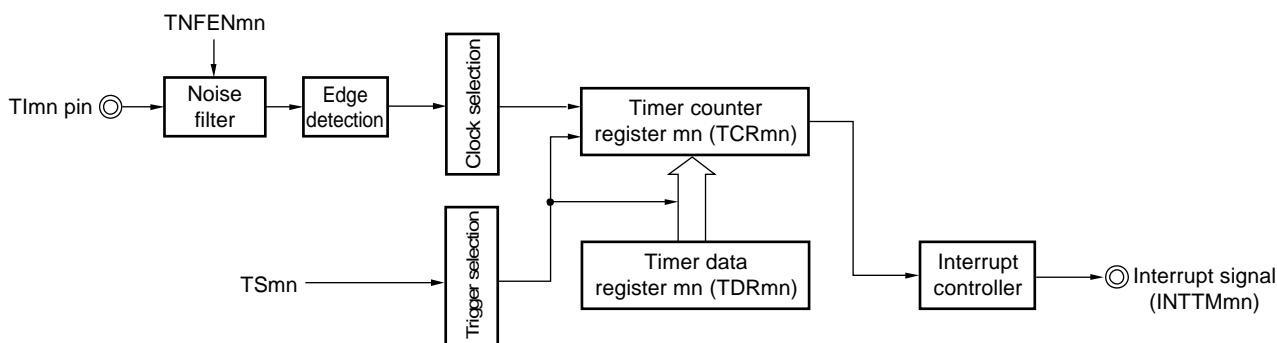 TNFENmn
TImn pin
Noise
filter
Edge
detection
Clock selection
Timer counter
register mn (TCRmn)
TSmn
Trigger selection
Timer data
register mn (TDRmn)
Interrupt
controller
Interrupt signal
(INTTMmn)